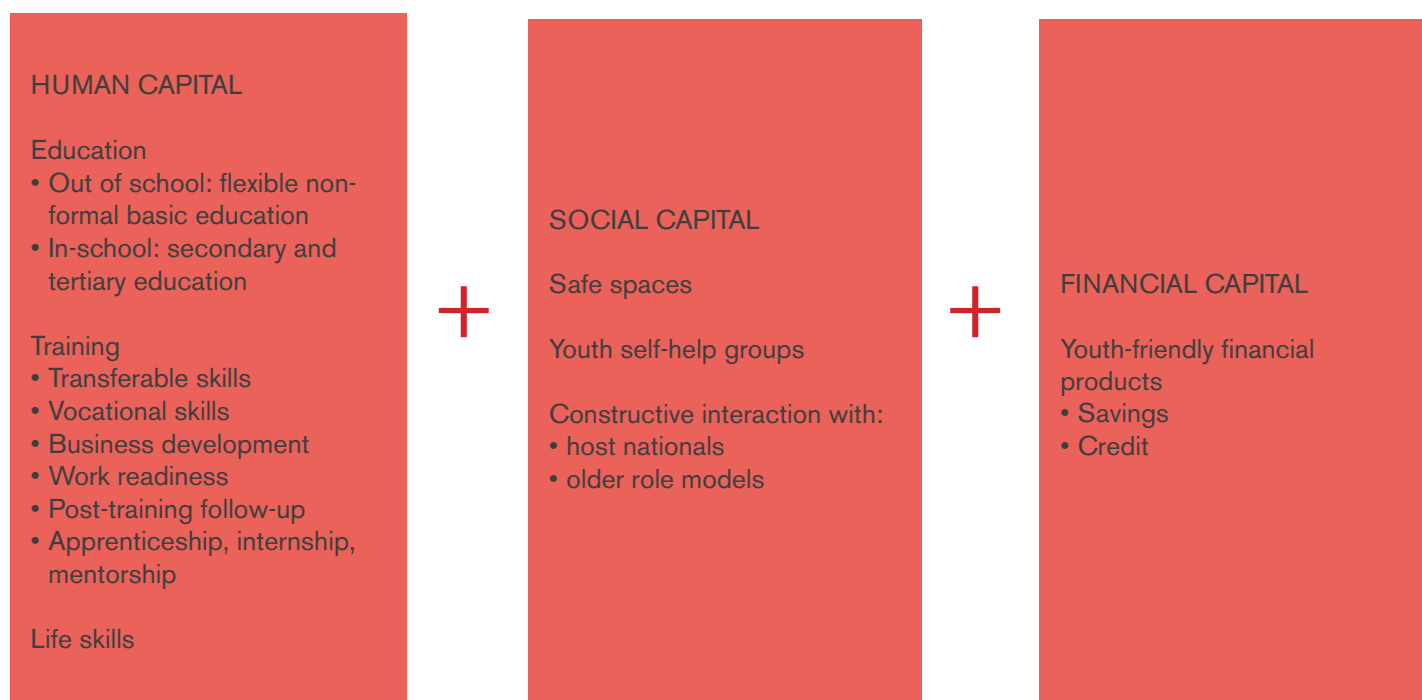 HUMAN CAPITAL
Education
• Out of school: flexible non-
formal basic education
• In-school: secondary and
tertiary education
Training
• Transferable skills
• Vocational skills
• Business development
• Work readiness
• Post-training follow-up
• Apprenticeship, internship,
mentorship
Life skills
+
SOCIAL CAPITAL
Safe spaces
Youth self-help groups
Constructive interaction with:
• host nationals
• older role models
+
FINANCIAL CAPITAL
Youth-friendly financial
products
• Savings
• Credit